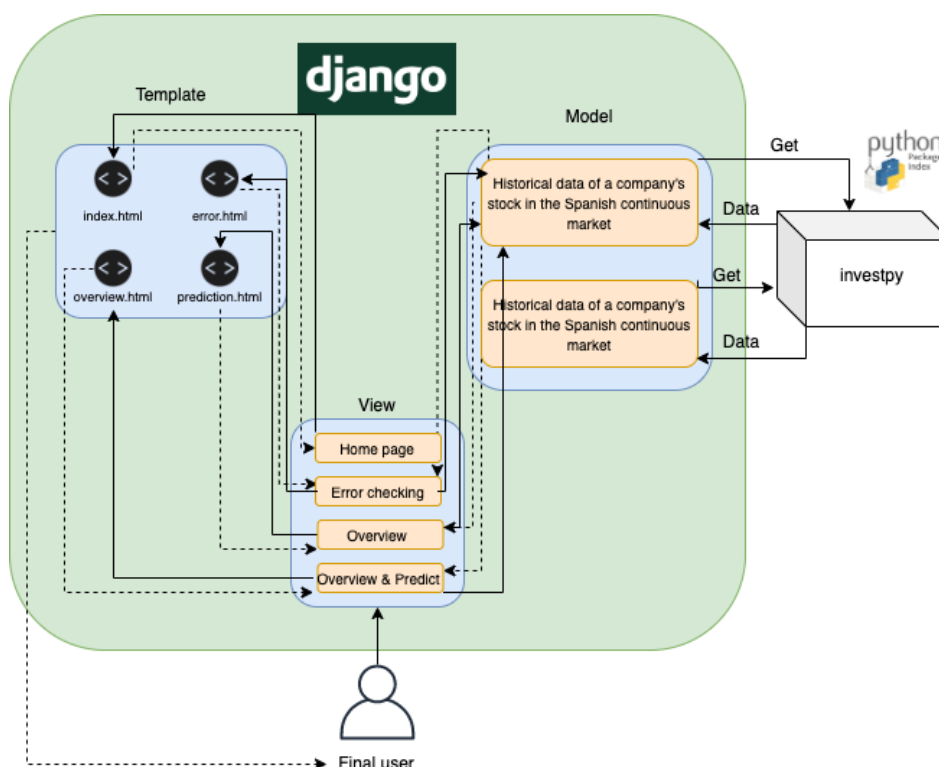 django
Template
Model
index.html
error.html
overview.html
prediction.html
Historical data of a company's
stock in the Spanish continuous
market
Historical data of a company's
stock in the Spanish continuous
market
Get
Data
Get
Data
python
Package
Index
investpy
View
Home page
Error checking
Overview
Overview & Predict
Final user